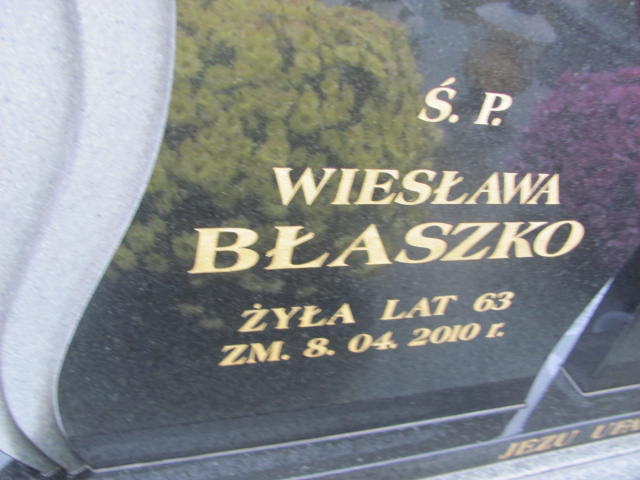 Ś. P.
WIESŁAWA
BŁASZKO
ŻYŁA LAT 63
ZM. 8. 04. 2010 r.
JEZU